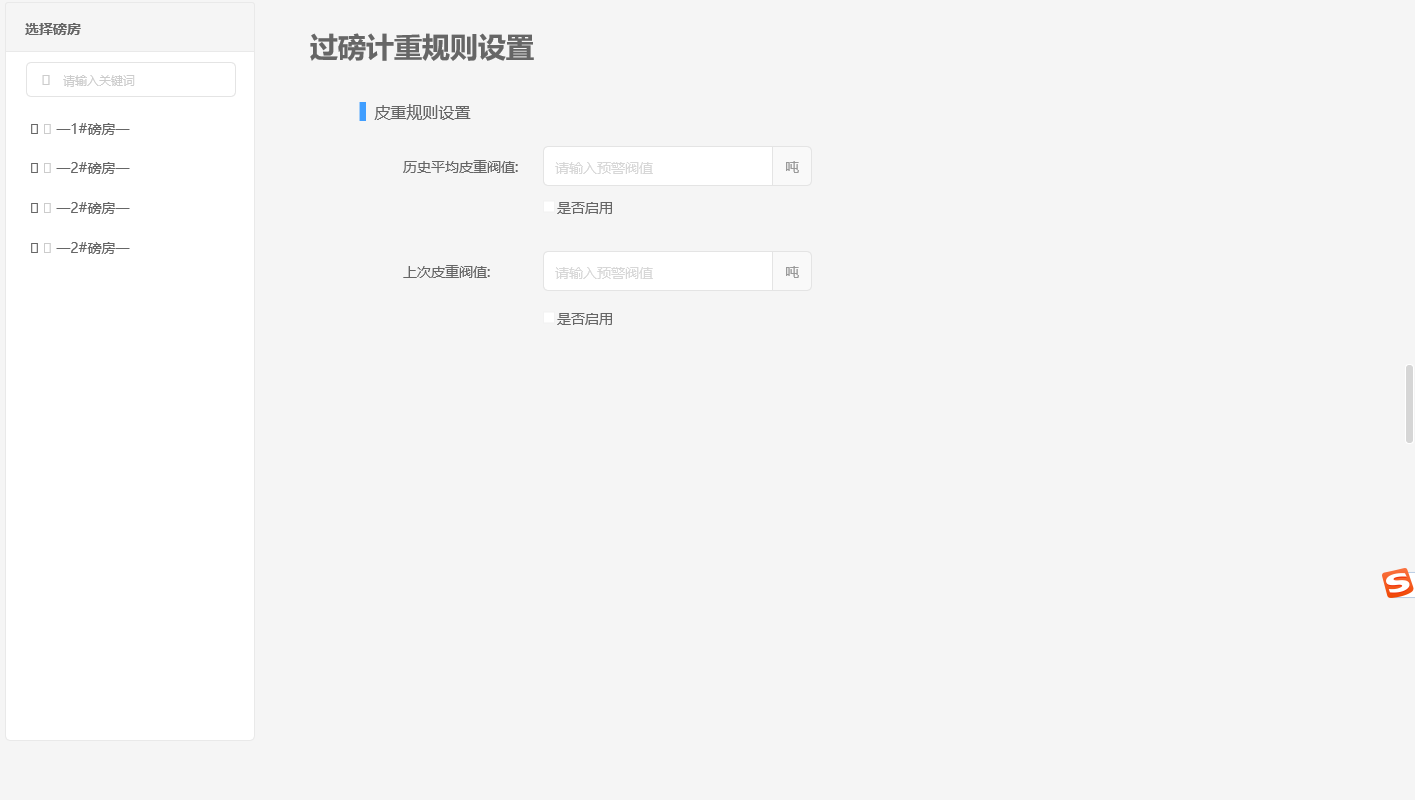 选择磅房
请输入关键词
—1#磅房—
—2#磅房—
—2#磅房—
—2#磅房—
过磅计重规则设置
皮重规则设置
历史平均皮重阀值: 请输入预警阀值 吨
是否启用
上次皮重阀值: 请输入预警阀值 吨
是否启用